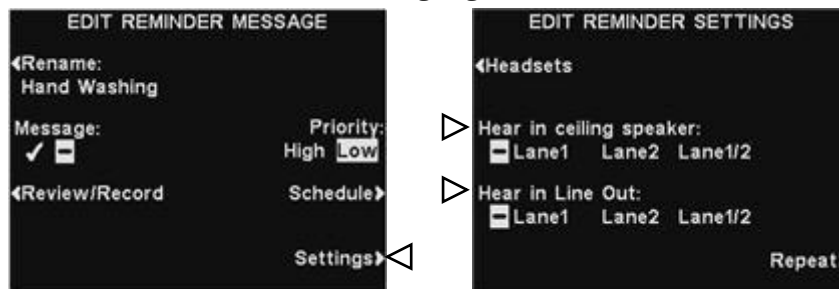 EDIT REMINDER MESSAGE
Rename:
Hand Washing
Message: Priority:
✓ – High Low
Review/Record Schedule
Settings
EDIT REMINDER SETTINGS
Headsets
Hear in ceiling speaker:
– Lane1 Lane2 Lane1/2
Hear in Line Out:
– Lane1 Lane2 Lane1/2
Repeat